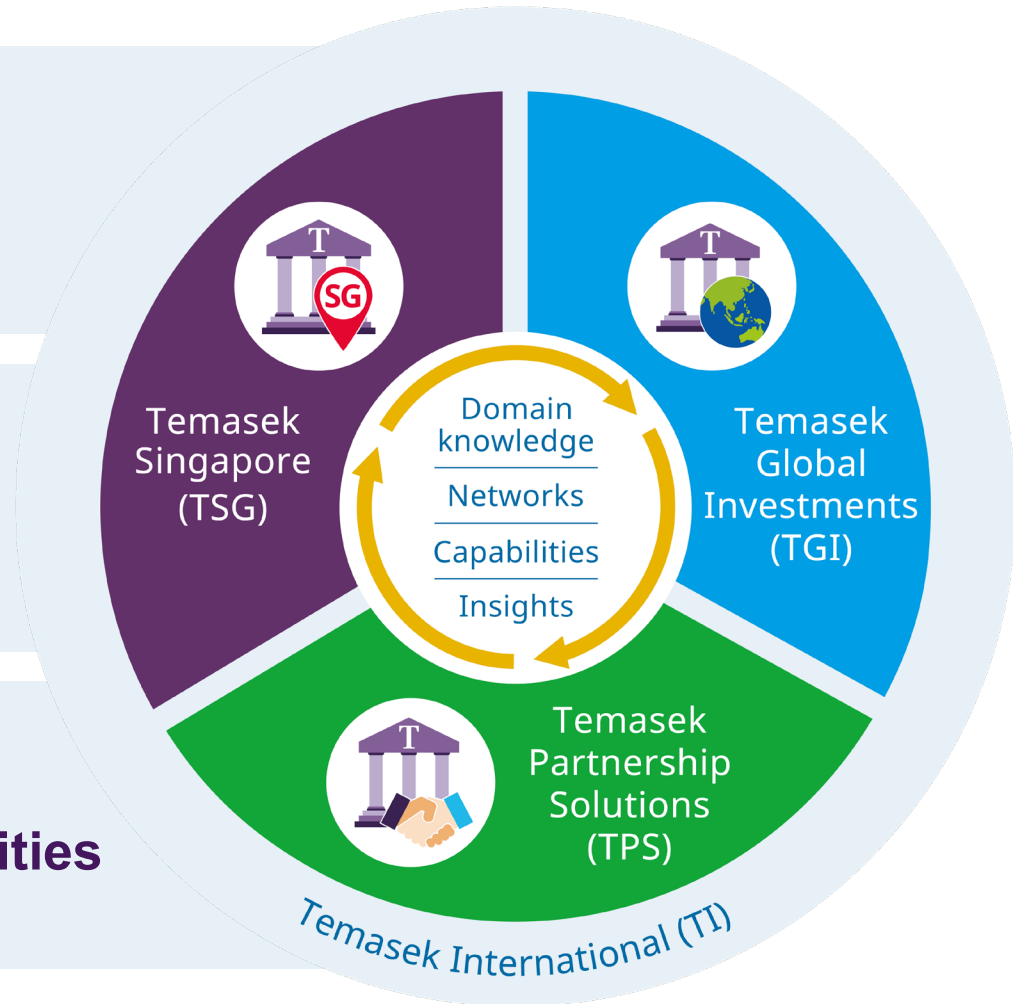 T
SG
Temasek
Singapore
(TSG)
T
Temasek
Global
Investments
(TGI)
Domain
knowledge
Networks
Capabilities
Insights
T
Temasek
Partnership
Solutions
(TPS)
ities
Temasek International (TI)